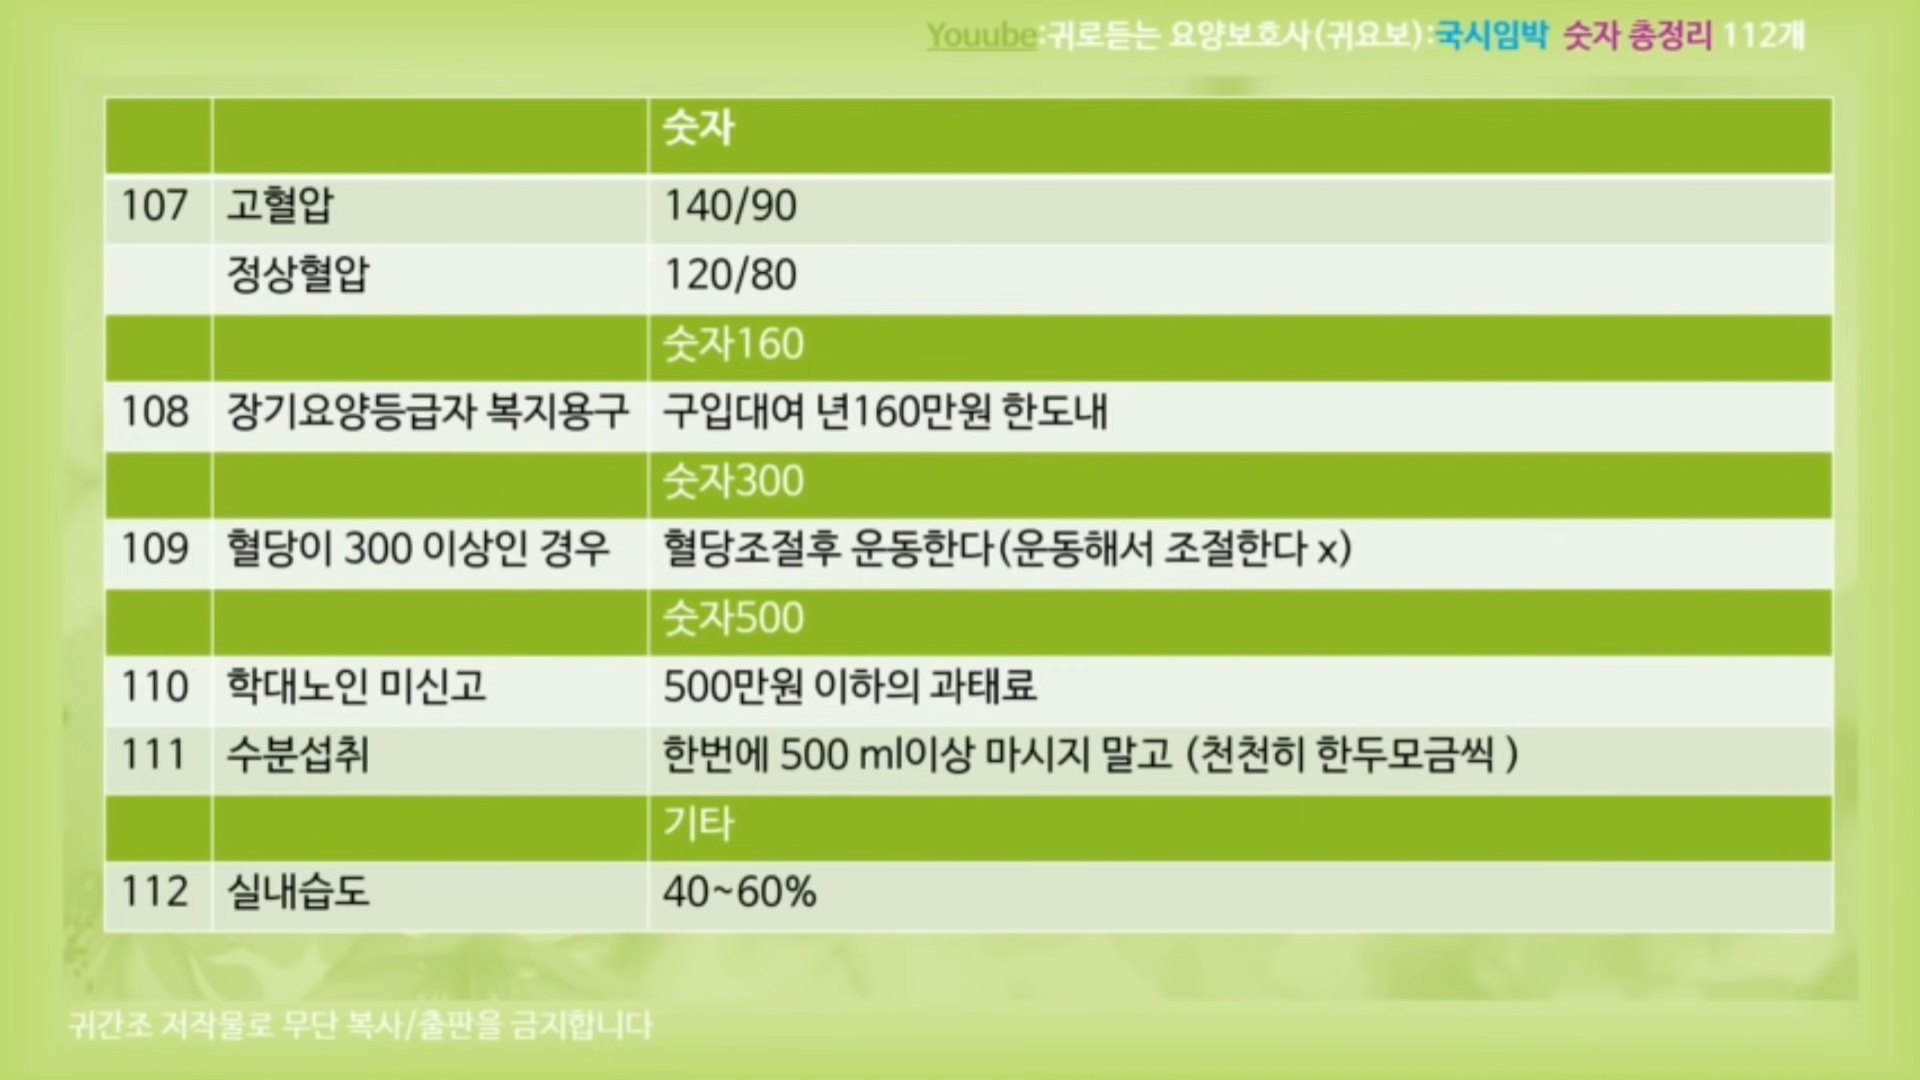 Youube:귀로듣는 요양보호사(귀요보):국시임박 숫자 총정리 112개
숫자
107 고혈압 140/90
정상혈압 120/80
숫자160
108 장기요양등급자 복지용구 구입대여 년160만원 한도내
숫자300
109 혈당이 300 이상인 경우 혈당조절후 운동한다(운동해서 조절한다 x)
숫자500
110 학대노인 미신고 500만원 이하의 과태료
111 수분섭취 한번에 500 ml이상 마시지 말고 (천천히 한두모금씩 )
기타
112 실내습도 40~60%
귀간조 저작물로 무단 복사/출판을 금지합니다